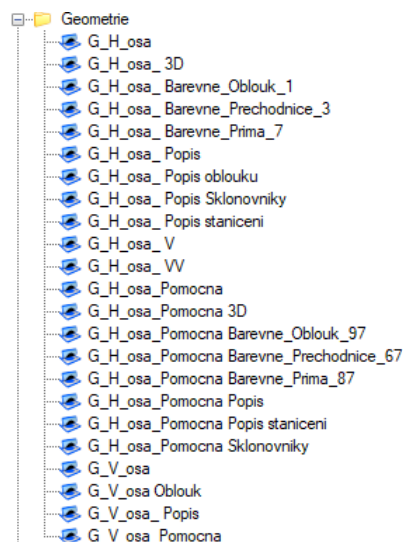 Geometrie
G_H_osa
G_H_osa_ 3D
G_H_osa_ Barevne_Oblouk_1
G_H_osa_ Barevne_Prechodnice_3
G_H_osa_ Barevne_Prima_7
G_H_osa_ Popis
G_H_osa_ Popis oblouku
G_H_osa_ Popis Sklonovniky
G_H_osa_ Popis staniceni
G_H_osa_ V
G_H_osa_ VV
G_H_osa_Pomocna
G_H_osa_Pomocna 3D
G_H_osa_Pomocna Barevne_Oblouk_97
G_H_osa_Pomocna Barevne_Prechodnice_67
G_H_osa_Pomocna Barevne_Prima_87
G_H_osa_Pomocna Popis
G_H_osa_Pomocna Popis staniceni
G_H_osa_Pomocna Sklonovniky
G_V_osa
G_V_osa Oblouk
G_V_osa_ Popis
G_V_osa_Pomocna